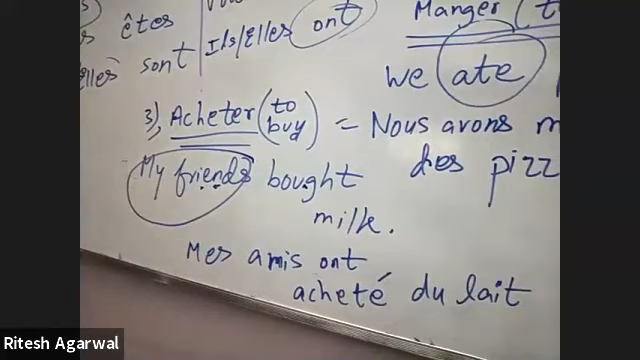 êtes
sont
Ils/Elles ont
Manger
we ate
3), Acheter (to buy)
= Nous avons
des
My friends bought
milk.
Mes amis ont
acheté du lait
Ritesh Agarwal